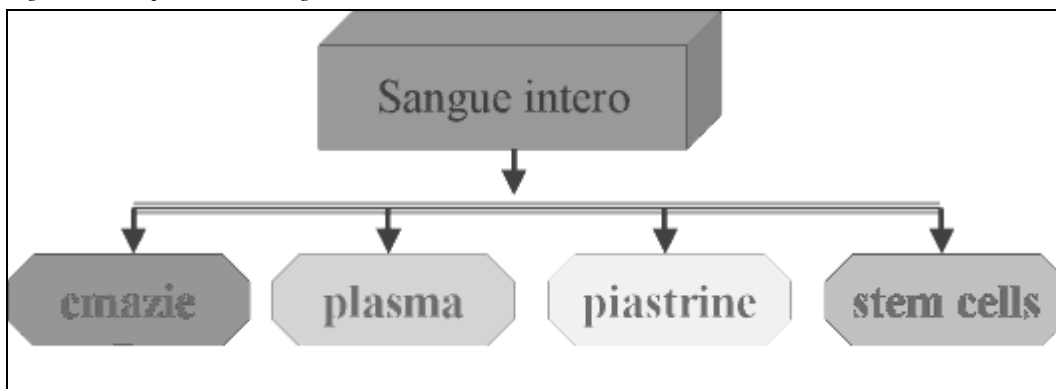 Sangue intero
emazie
plasma
piastrine
stem cells